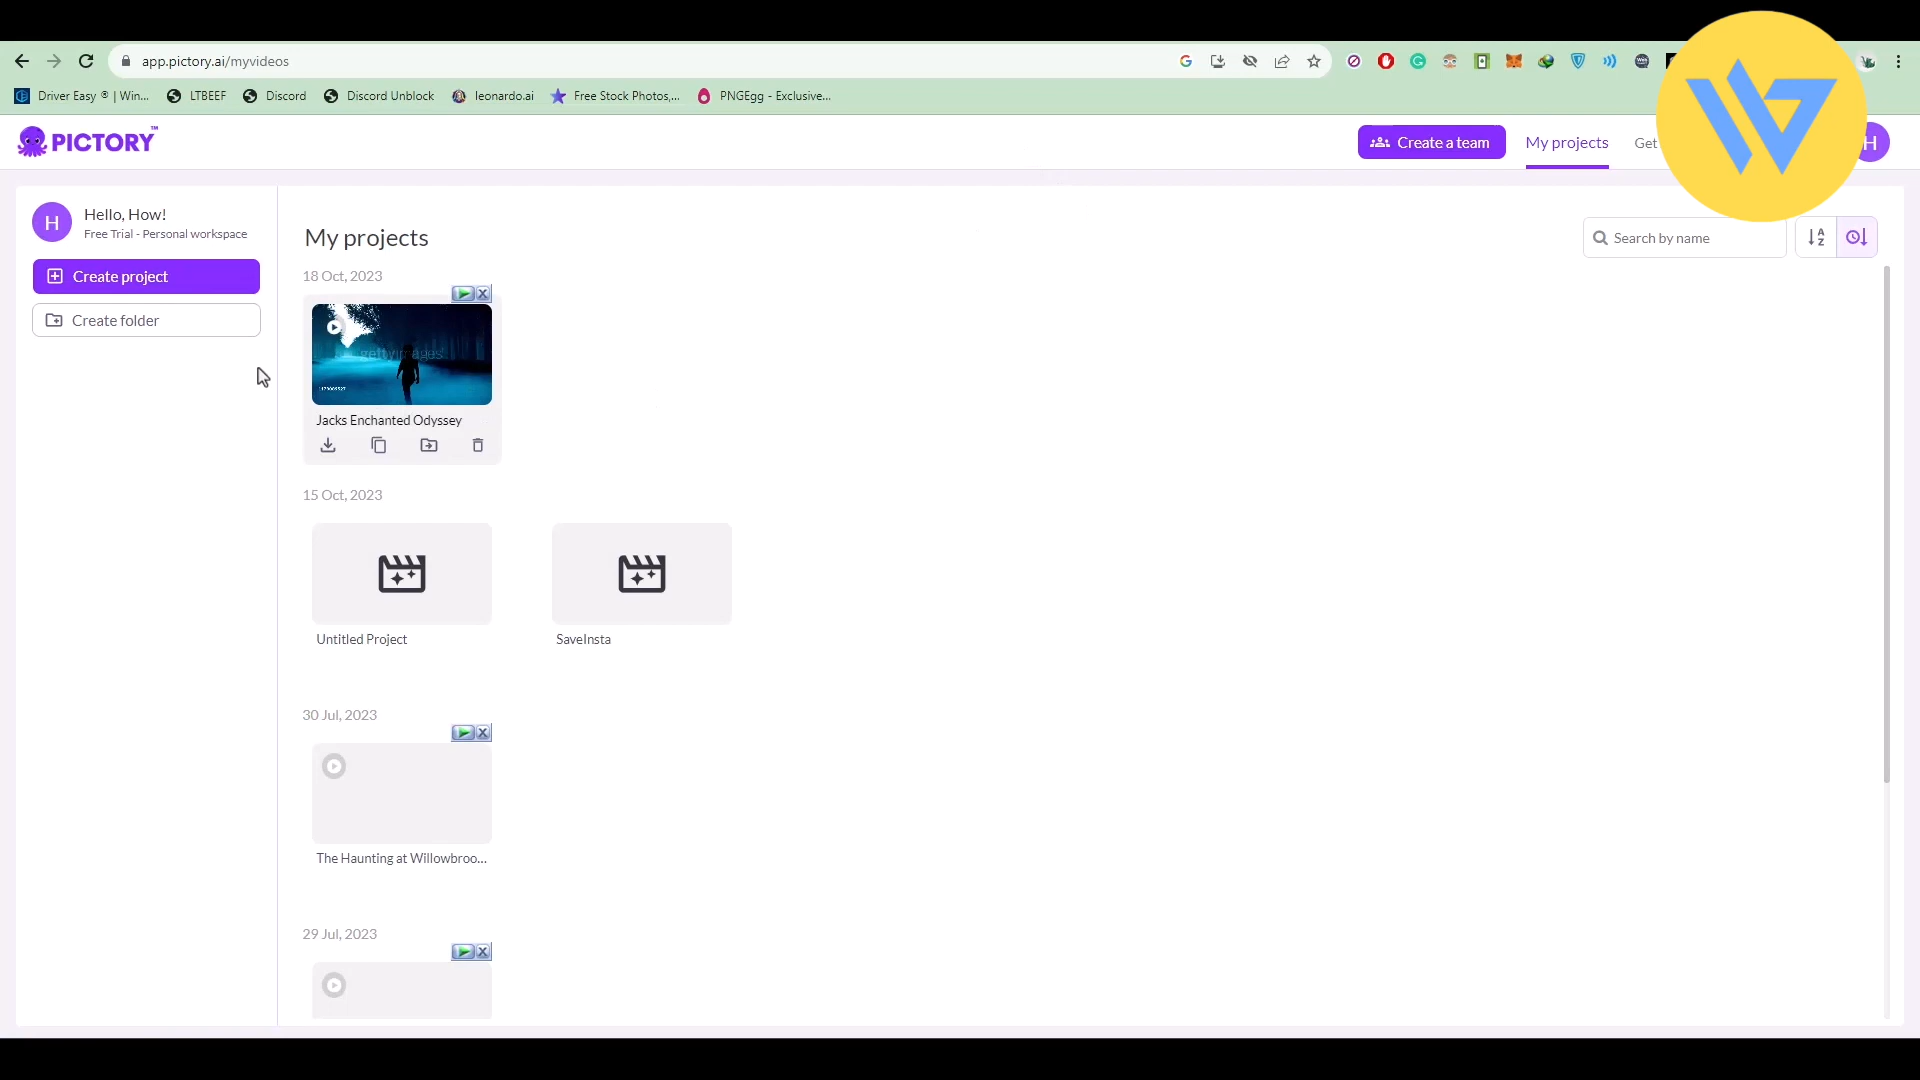 app.pictory.ai/myvideos
Driver Easy ® | Win...
LTBEEF
Discord
Discord Unblock
leonardo.ai
Free Stock Photos,...
PNGEgg - Exclusive...
PICTORY™
Create a team
My projects
Get
H
H
Hello, How!
Free Trial - Personal workspace
Create project
Create folder
My projects
Search by name
A
Z
18 Oct, 2023
gettyimages
Jacks Enchanted Odyssey
15 Oct, 2023
Untitled Project
SaveInsta
30 Jul, 2023
The Haunting at Willowbroo...
29 Jul, 2023